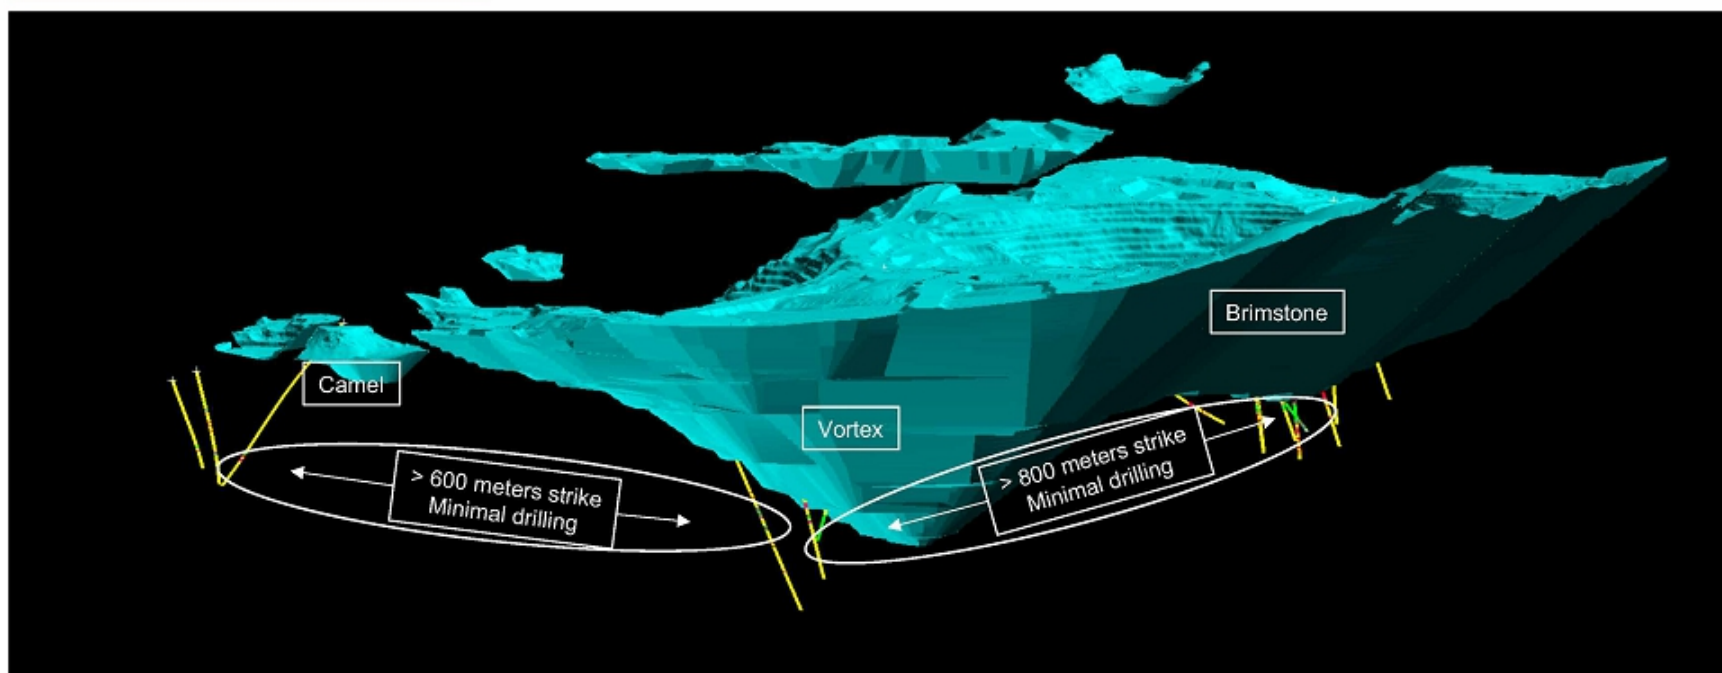 Brimstone
Camel
Vortex
> 600 meters strike
Minimal drilling
> 800 meters strike
Minimal drilling